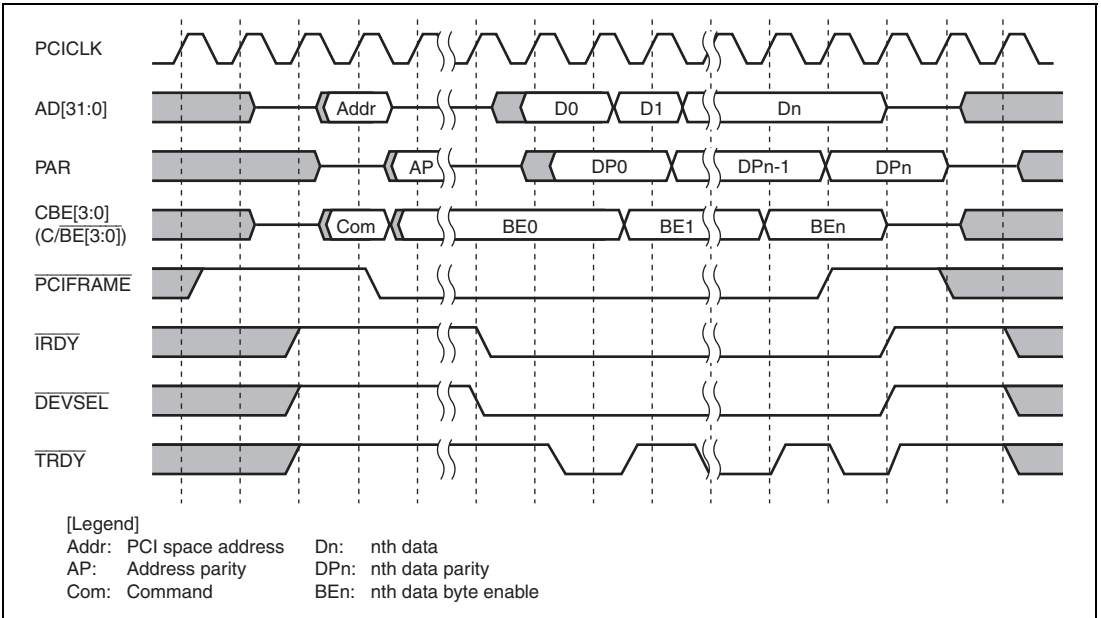 PCICLK
AD[31:0] Addr D0 D1 Dn
PAR AP DP0 DPn-1 DPn
CBE[3:0]
(C/BE[3:0]) Com BE0 BE1 BEn
PCIFRAME
IRDY
DEVSEL
TRDY
[Legend]
Addr: PCI space address Dn: nth data
AP: Address parity DPn: nth data parity
Com: Command BEn: nth data byte enable